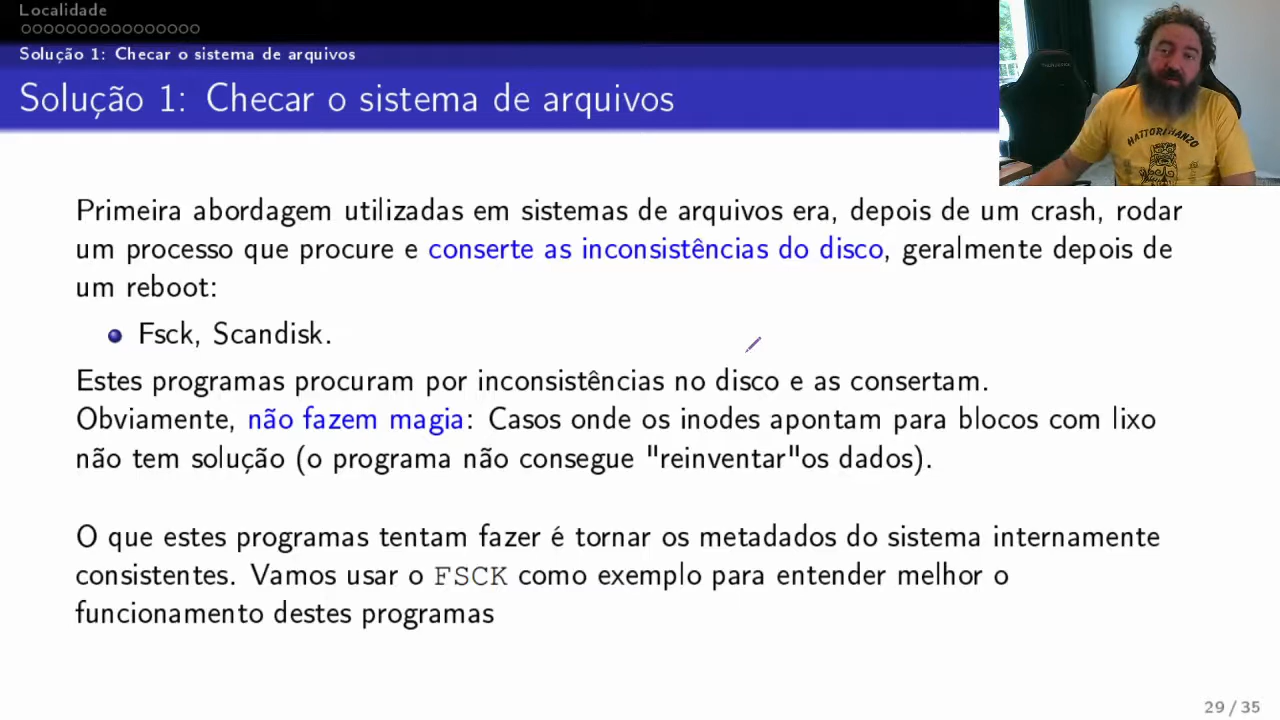 Localidade
Solução 1: Checar o sistema de arquivos
Solução 1: Checar o sistema de arquivos
HATTORI HANZO
Primeira abordagem utilizadas em sistemas de arquivos era, depois de um crash, rodar
um processo que procure e conserte as inconsistências do disco, geralmente depois de
um reboot:
Fsck, Scandisk.
Estes programas procuram por inconsistências no disco e as consertam.
Obviamente, não fazem magia: Casos onde os inodes apontam para blocos com lixo
não tem solução (o programa não consegue "reinventar"os dados).
O que estes programas tentam fazer é tornar os metadados do sistema internamente
consistentes. Vamos usar o FSCK como exemplo para entender melhor o
funcionamento destes programas
29 / 35